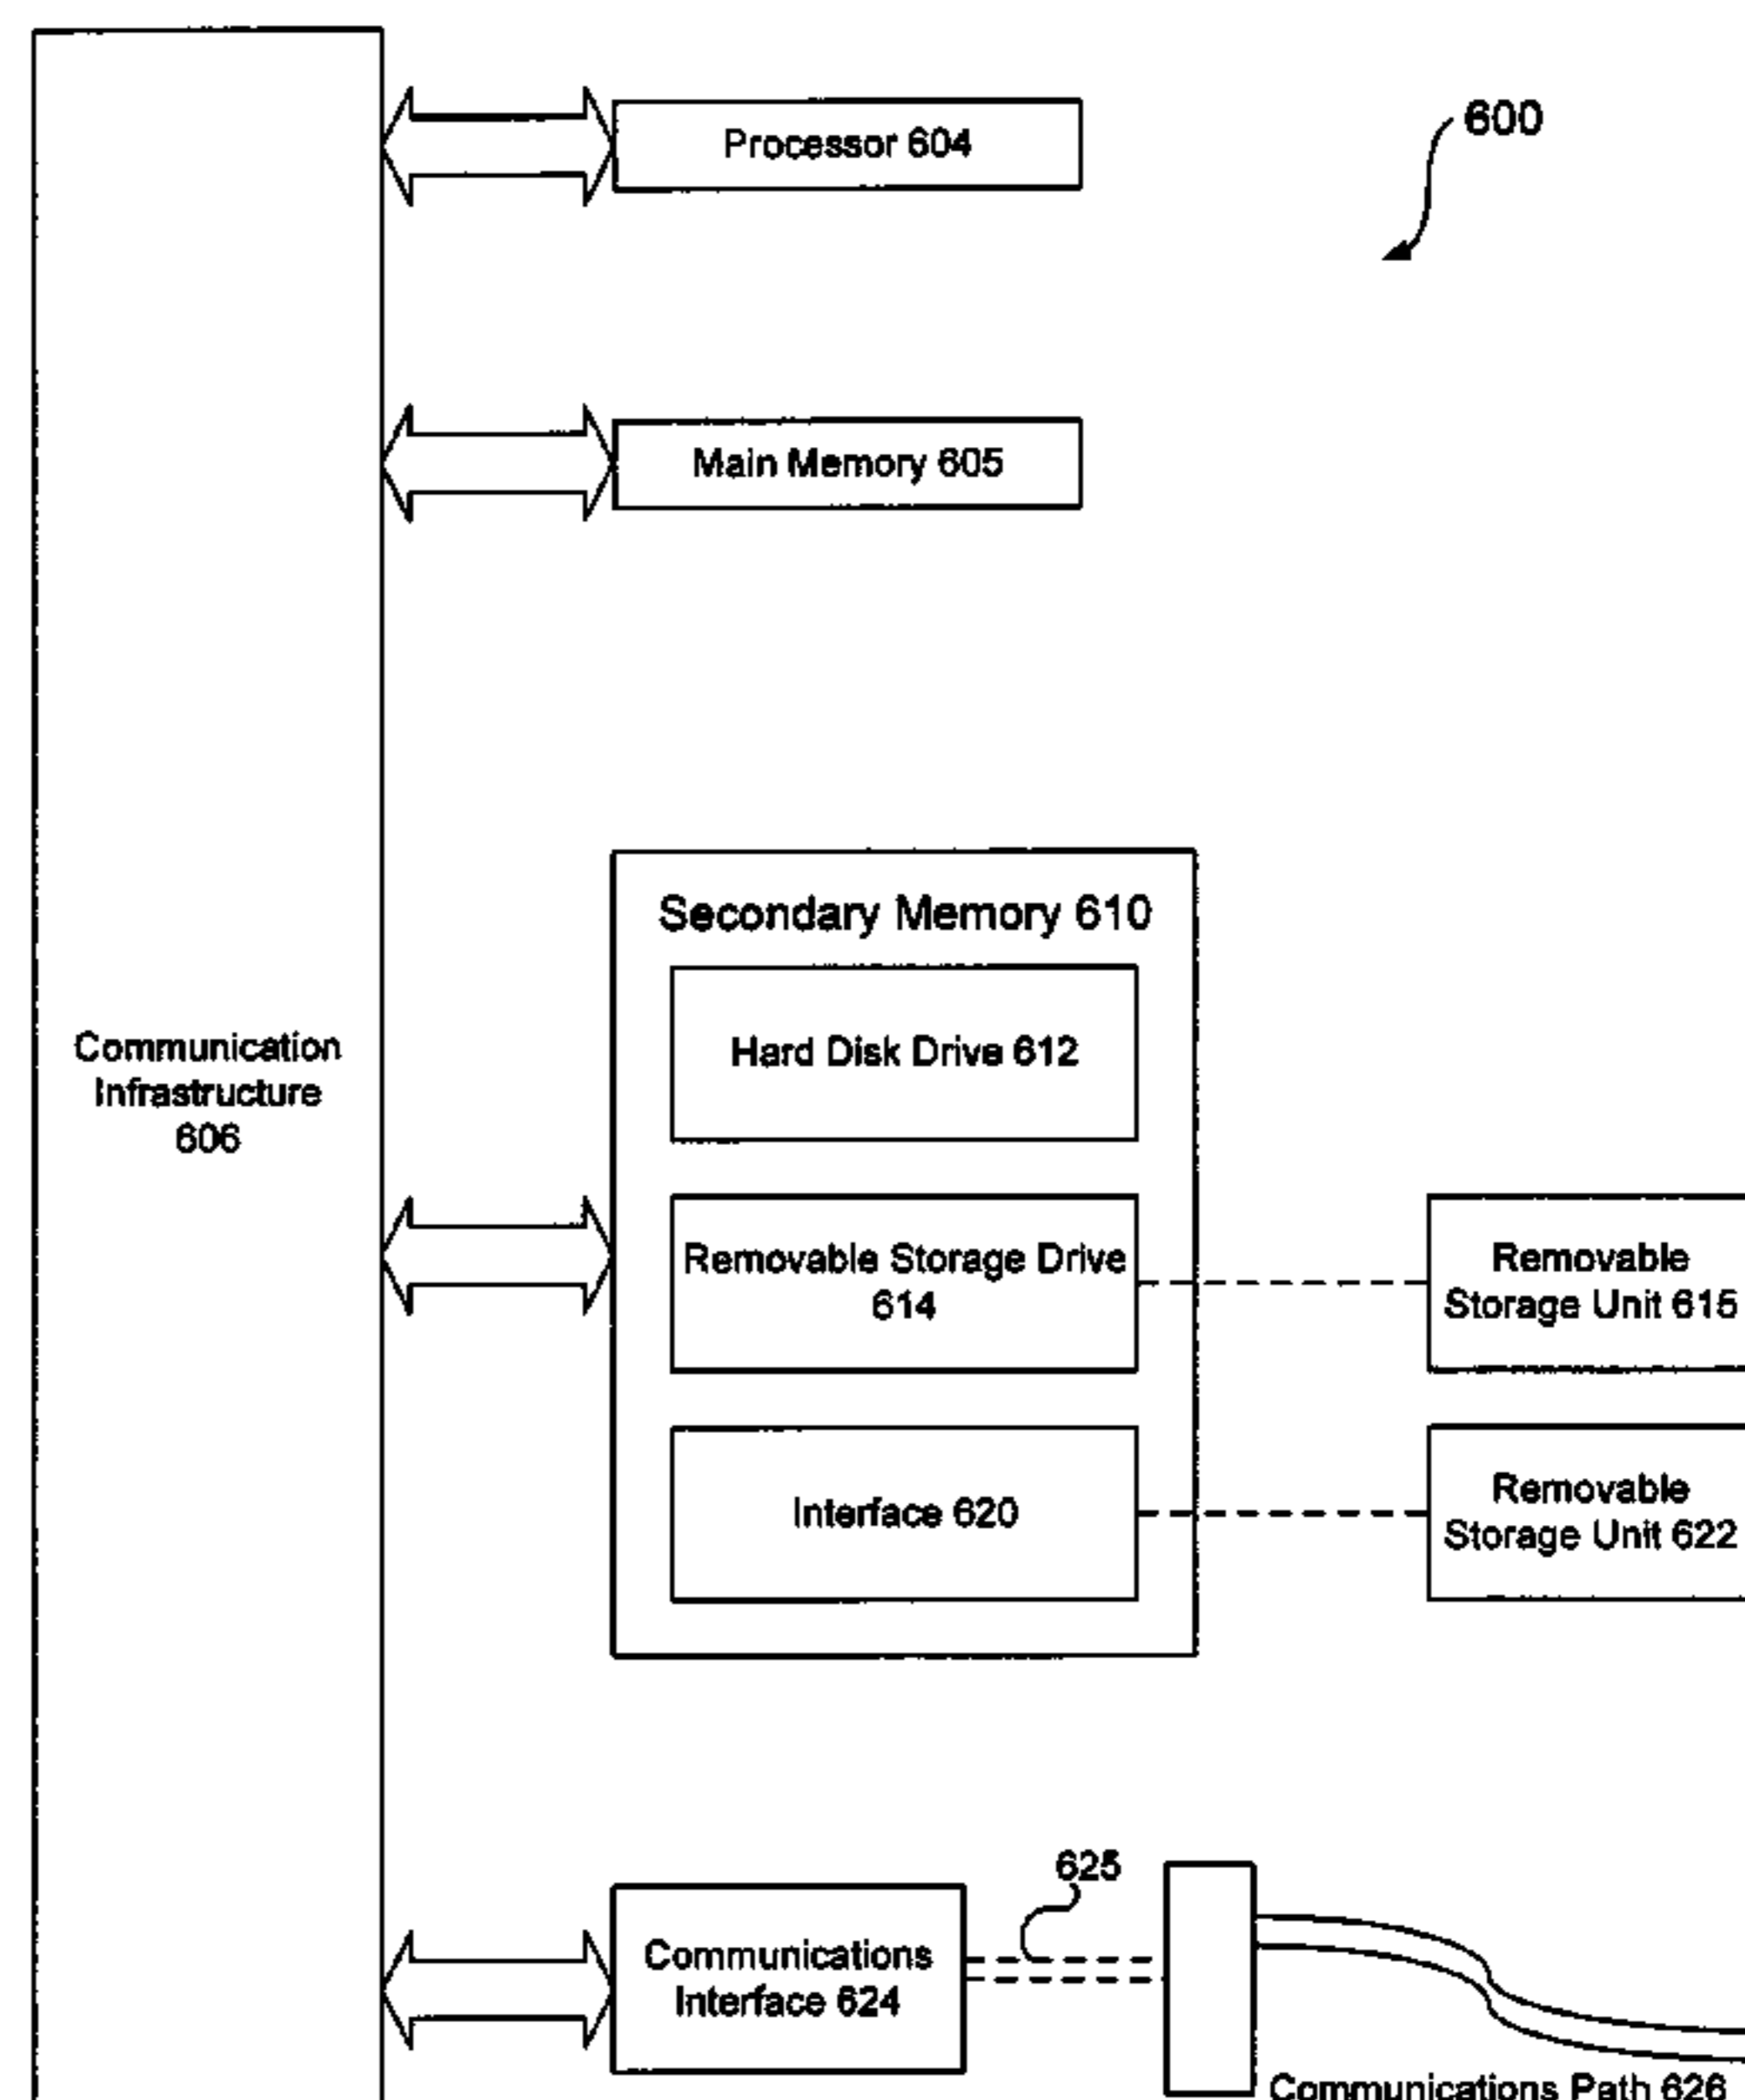 600
Processor 604
Main Memory 605
Secondary Memory 610
Hard Disk Drive 612
Communication
Infrastructure
606
Removable Storage Drive
614
Removable
Storage Unit 615
Interface 620
Removable
Storage Unit 622
625
Communications
Interface 624
Communications Path 626